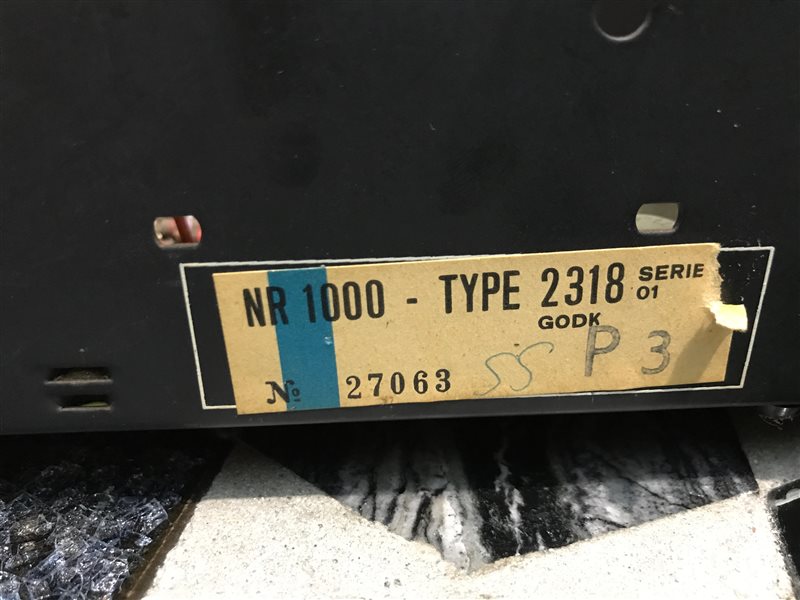 NR 1000 - TYPE 2318 SERIE 01
GODK P 3
No 27063 SS